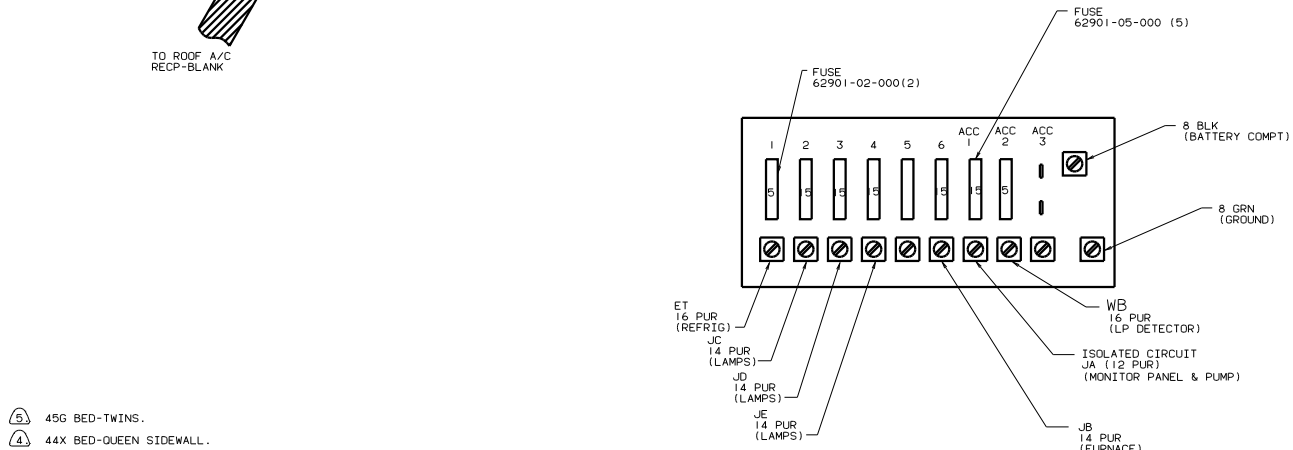 TO ROOF A/C
RECP-BLANK
FUSE
62901-05-000 (5)
FUSE
62901-02-000(2)
1 2 3 4 5 6 ACC 1 ACC 2 ACC 3
5 15 15 15 15 15 5
8 BLK
(BATTERY COMPT)
8 GRN
(GROUND)
ET
16 PUR
(REFRIG)
JC
14 PUR
(LAMPS)
JD
14 PUR
(LAMPS)
JE
14 PUR
(LAMPS)
WB
16 PUR
(LP DETECTOR)
ISOLATED CIRCUIT
JA (12 PUR)
(MONITOR PANEL & PUMP)
JB
14 PUR
(FURNACE)
5. 45G BED-TWINS.
4. 44X BED-QUEEN SIDEWALL.